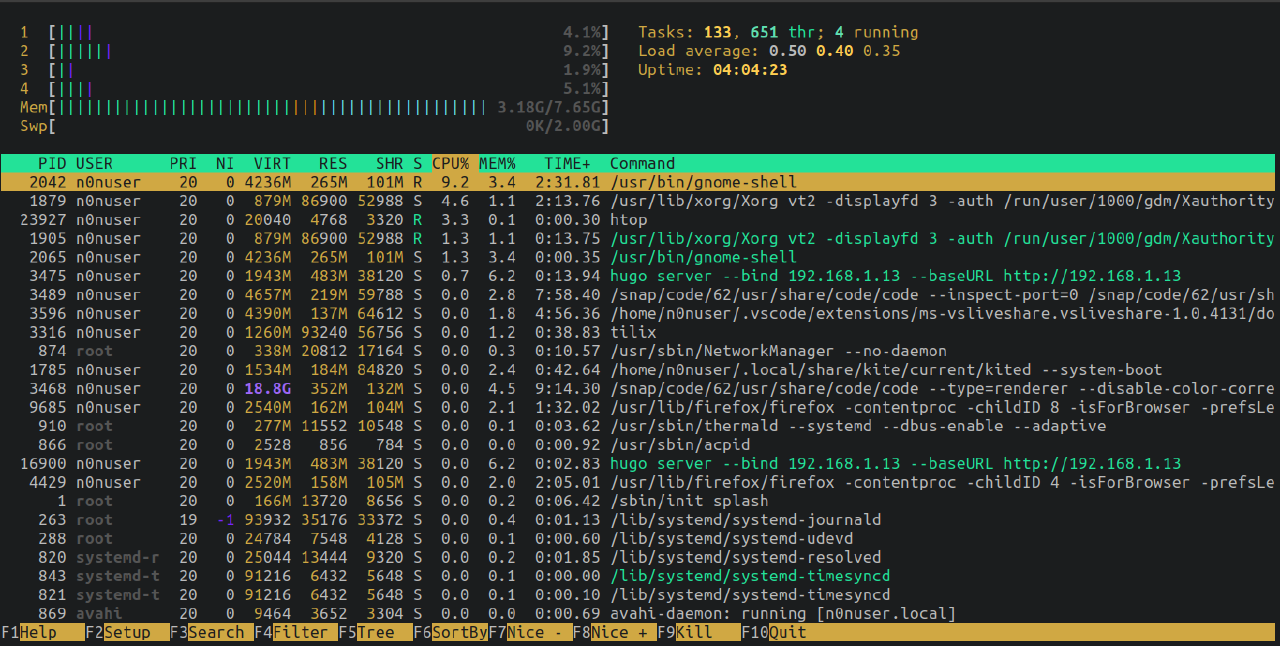 1 [|||| 4.1%] Tasks: 133, 651 thr; 4 running
2 [|||||| 9.2%] Load average: 0.50 0.40 0.35
3 [|| 1.9%] Uptime: 04:04:23
4 [|||| 5.1%]
Mem[|||||||||||||||||||||||||||||||||||||||||||||| 3.18G/7.65G]
Swp[ 0K/2.00G]
PID USER PRI NI VIRT RES SHR S CPU% MEM% TIME+ Command
2042 n0nuser 20 0 4236M 265M 101M R 9.2 3.4 2:31.81 /usr/bin/gnome-shell
1879 n0nuser 20 0 879M 86900 52988 S 4.6 1.1 2:13.76 /usr/lib/xorg/Xorg vt2 -displayfd 3 -auth /run/user/1000/gdm/Xauthority
23927 n0nuser 20 0 20040 4768 3320 R 3.3 0.1 0:00.30 htop
1905 n0nuser 20 0 879M 86900 52988 R 1.3 1.1 0:13.75 /usr/lib/xorg/Xorg vt2 -displayfd 3 -auth /run/user/1000/gdm/Xauthority
2065 n0nuser 20 0 4236M 265M 101M S 1.3 3.4 0:00.35 /usr/bin/gnome-shell
3475 n0nuser 20 0 1943M 483M 38120 S 0.7 6.2 0:13.94 hugo server --bind 192.168.1.13 --baseURL http://192.168.1.13
3489 n0nuser 20 0 4657M 219M 59788 S 0.0 2.8 7:58.40 /snap/code/62/usr/share/code/code --inspect-port=0 /snap/code/62/usr/sh
3596 n0nuser 20 0 4390M 137M 64612 S 0.0 1.8 4:56.36 /home/n0nuser/.vscode/extensions/ms-vsliveshare.vsliveshare-1.0.4131/do
3316 n0nuser 20 0 1260M 93240 56756 S 0.0 1.2 0:38.83 tilix
874 root 20 0 338M 20812 17164 S 0.0 0.3 0:10.57 /usr/sbin/NetworkManager --no-daemon
1785 n0nuser 20 0 1534M 184M 84820 S 0.0 2.4 0:42.64 /home/n0nuser/.local/share/kite/current/kited --system-boot
3468 n0nuser 20 0 18.8G 352M 132M S 0.0 4.5 9:14.30 /snap/code/62/usr/share/code/code --type=renderer --disable-color-corre
9685 n0nuser 20 0 2540M 162M 104M S 0.0 2.1 1:32.02 /usr/lib/firefox/firefox -contentproc -childID 8 -isForBrowser -prefsLe
910 root 20 0 277M 11552 10548 S 0.0 0.1 0:03.62 /usr/sbin/thermald --systemd --dbus-enable --adaptive
866 root 20 0 2528 856 784 S 0.0 0.0 0:00.92 /usr/sbin/acpid
16900 n0nuser 20 0 1943M 483M 38120 S 0.0 6.2 0:02.83 hugo server --bind 192.168.1.13 --baseURL http://192.168.1.13
4429 n0nuser 20 0 2520M 158M 105M S 0.0 2.0 2:05.01 /usr/lib/firefox/firefox -contentproc -childID 4 -isForBrowser -prefsLe
1 root 20 0 166M 13720 8656 S 0.0 0.2 0:06.42 /sbin/init splash
263 root 19 -1 93932 35176 33372 S 0.0 0.4 0:01.13 /lib/systemd/systemd-journald
288 root 20 0 24784 7548 4128 S 0.0 0.1 0:00.60 /lib/systemd/systemd-udevd
820 systemd-r 20 0 25044 13444 9320 S 0.0 0.2 0:01.85 /lib/systemd/systemd-resolved
843 systemd-t 20 0 91216 6432 5648 S 0.0 0.1 0:00.00 /lib/systemd/systemd-timesyncd
821 systemd-t 20 0 91216 6432 5648 S 0.0 0.1 0:00.10 /lib/systemd/systemd-timesyncd
869 avahi 20 0 9464 3652 3304 S 0.0 0.0 0:00.69 avahi-daemon: running [n0nuser.local]
F1Help F2Setup F3Search F4Filter F5Tree F6SortBy F7Nice - F8Nice + F9Kill F10Quit